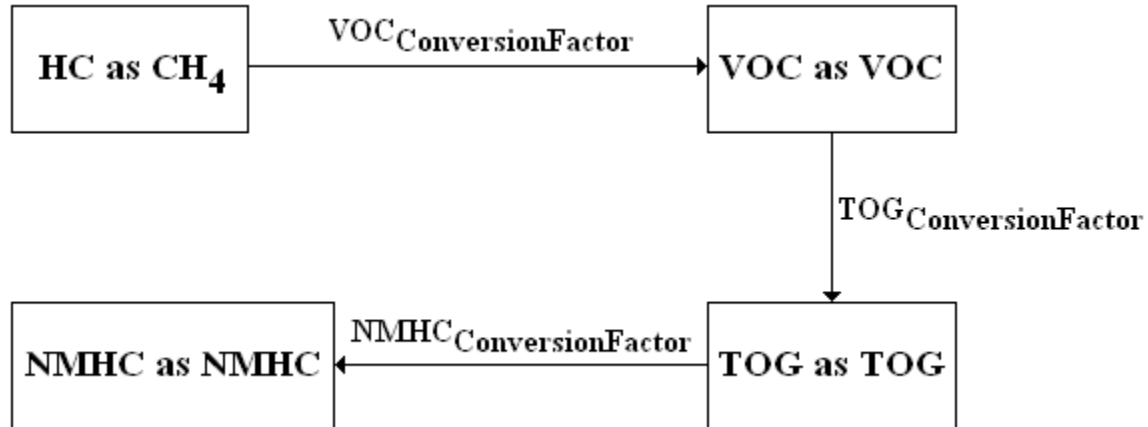 HC as CH4
VOCConversionFactor
VOC as VOC
TOGConversionFactor
NMHC as NMHC
NMHCConversionFactor
TOG as TOG